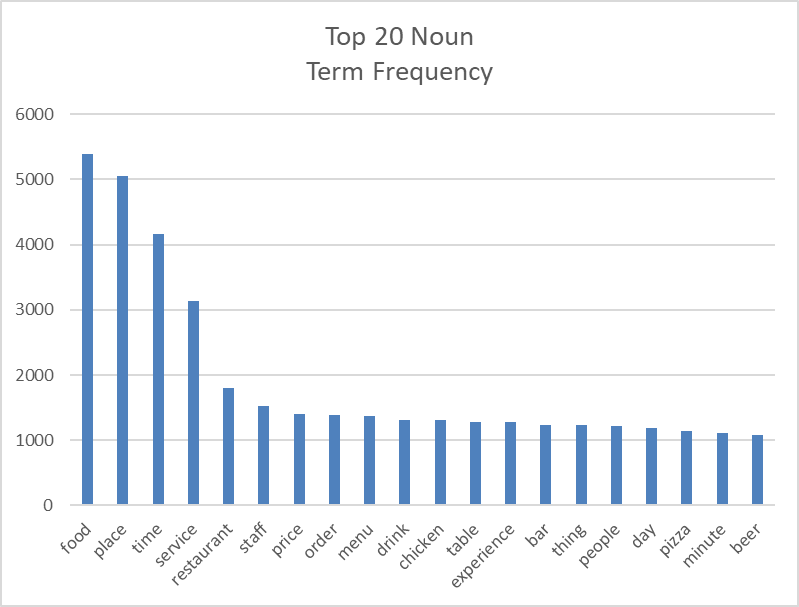 Top 20 Noun
Term Frequency
6000
5000
4000
3000
2000
1000
0
food
place
time
service
restaurant
staff
price
order
menu
drink
chicken
table
experience
bar
thing
people
day
pizza
minute
beer